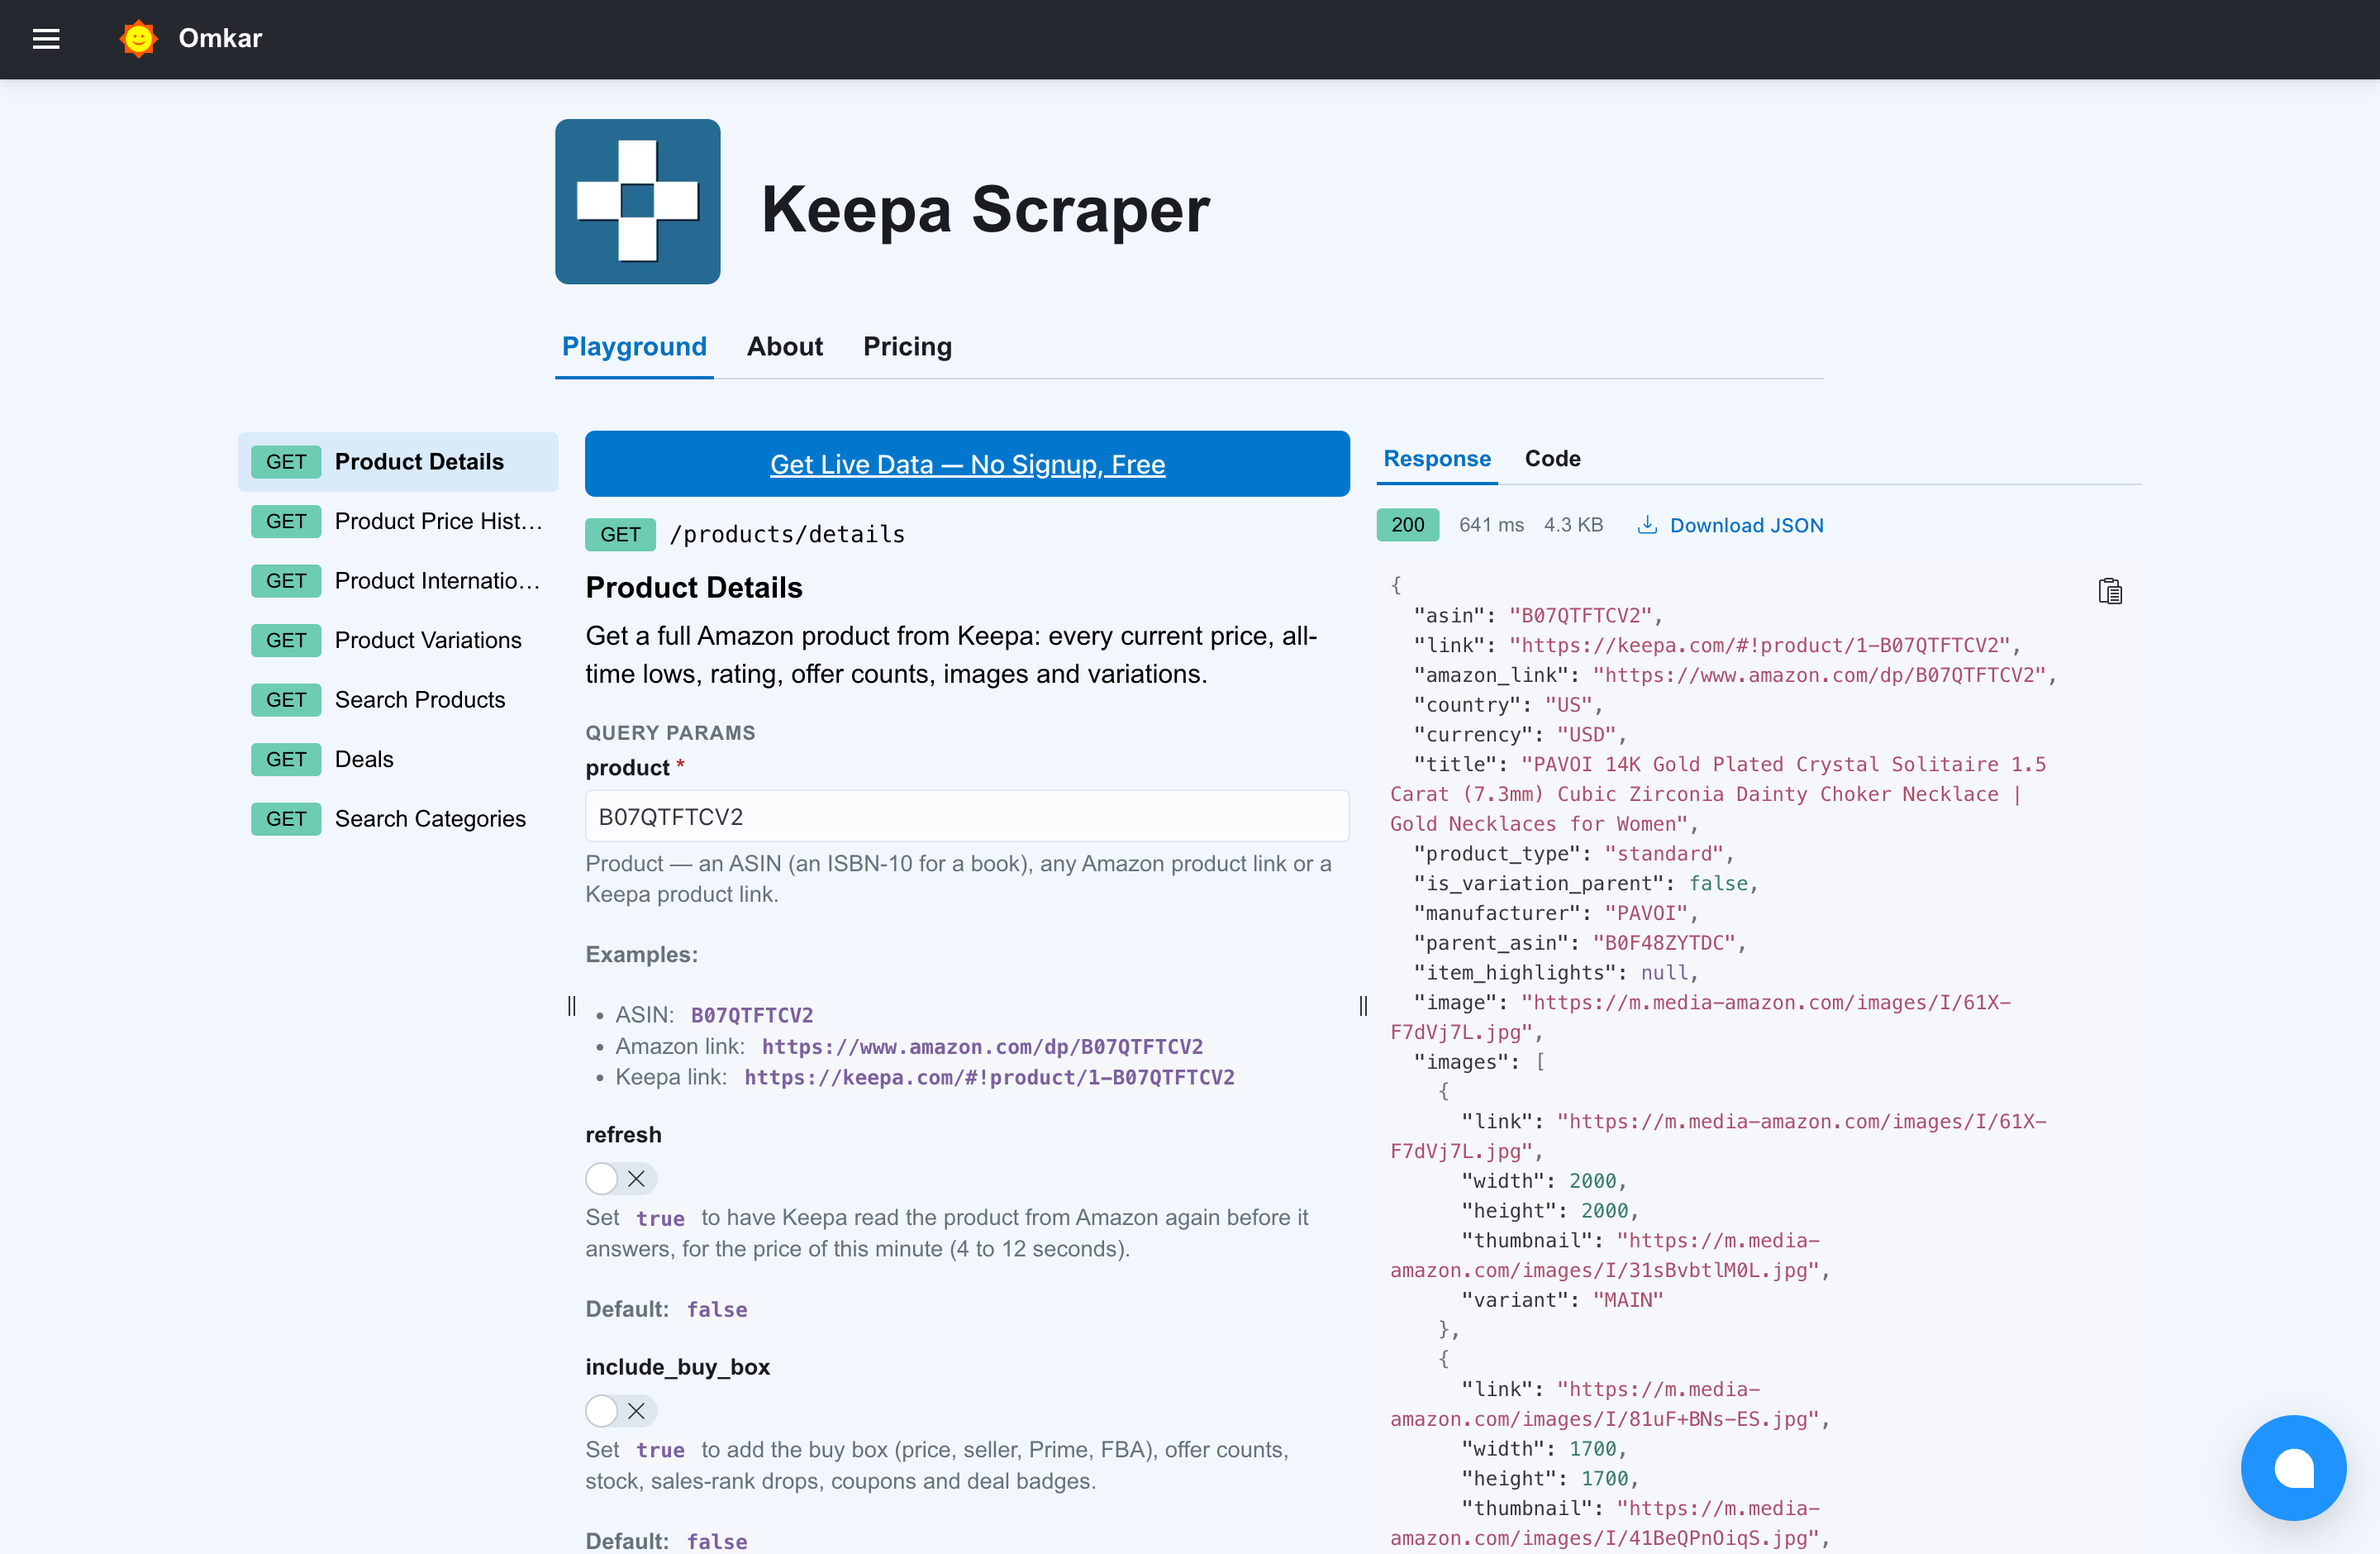 Omkar
Keepa Scraper
Playground About Pricing
GET Product Details
GET Product Price Hist...
GET Product Internatio...
GET Product Variations
GET Search Products
GET Deals
GET Search Categories
Get Live Data — No Signup, Free
GET /products/details
Product Details
Get a full Amazon product from Keepa: every current price, all-
time lows, rating, offer counts, images and variations.
QUERY PARAMS
product *
B07QTFTCV2
Product — an ASIN (an ISBN-10 for a book), any Amazon product link or a
Keepa product link.
Examples:
• ASIN: B07QTFTCV2
• Amazon link: https://www.amazon.com/dp/B07QTFTCV2
• Keepa link: https://keepa.com/#!product/1-B07QTFTCV2
refresh
Set true to have Keepa read the product from Amazon again before it
answers, for the price of this minute (4 to 12 seconds).
Default: false
include_buy_box
Set true to add the buy box (price, seller, Prime, FBA), offer counts,
stock, sales-rank drops, coupons and deal badges.
Default: false
Response Code
200 641 ms 4.3 KB Download JSON
{
"asin": "B07QTFTCV2",
"link": "https://keepa.com/#!product/1-B07QTFTCV2",
"amazon_link": "https://www.amazon.com/dp/B07QTFTCV2",
"country": "US",
"currency": "USD",
"title": "PAVOI 14K Gold Plated Crystal Solitaire 1.5
Carat (7.3mm) Cubic Zirconia Dainty Choker Necklace |
Gold Necklaces for Women",
"product_type": "standard",
"is_variation_parent": false,
"manufacturer": "PAVOI",
"parent_asin": "B0F48ZYTDC",
"item_highlights": null,
"image": "https://m.media-amazon.com/images/I/61X-
F7dVj7L.jpg",
"images": [
{
"link": "https://m.media-amazon.com/images/I/61X-
F7dVj7L.jpg",
"width": 2000,
"height": 2000,
"thumbnail": "https://m.media-
amazon.com/images/I/31sBvbtlM0L.jpg",
"variant": "MAIN"
},
{
"link": "https://m.media-
amazon.com/images/I/81uF+BNs-ES.jpg",
"width": 1700,
"height": 1700,
"thumbnail": "https://m.media-
amazon.com/images/I/41BeQPnOiqS.jpg",